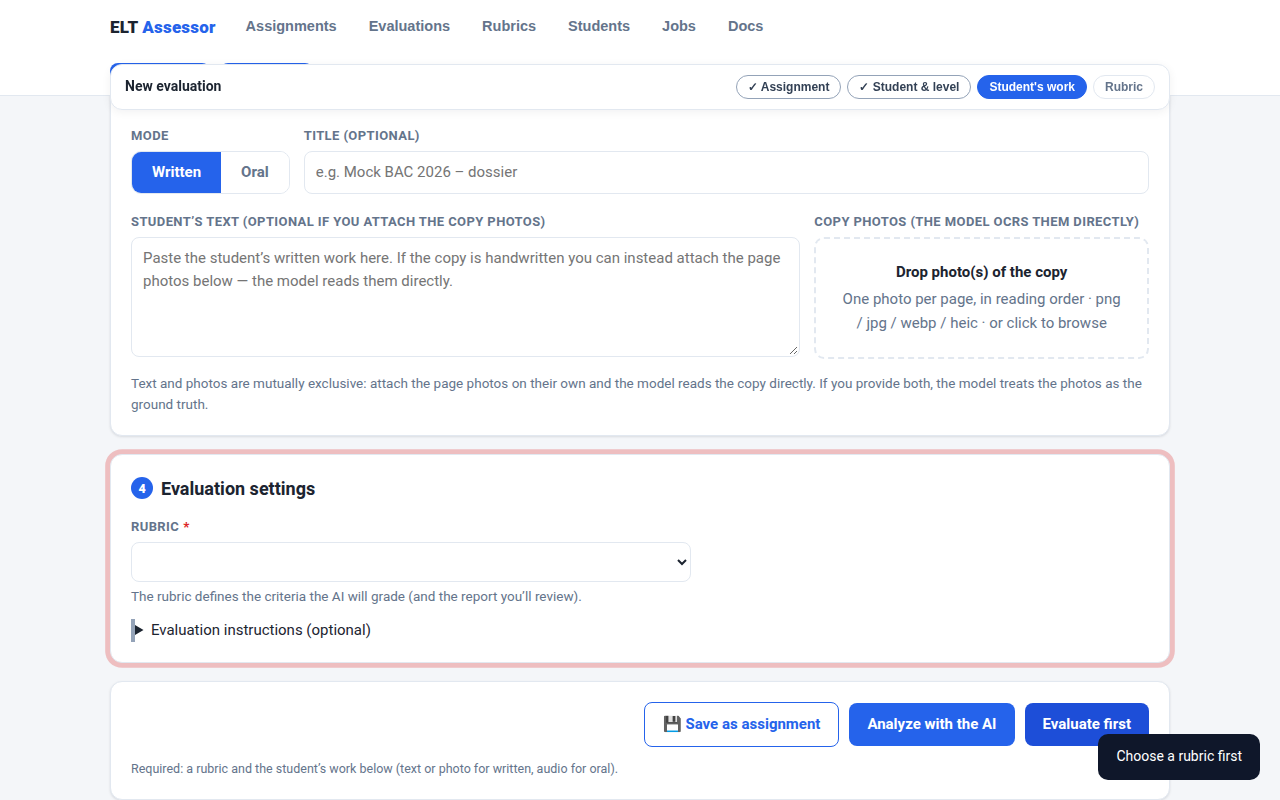 ELT Assessor Assignments Evaluations Rubrics Students Jobs Docs
New evaluation ✓ Assignment ✓ Student & level Student's work Rubric
MODE TITLE (OPTIONAL)
Written Oral e.g. Mock BAC 2026 – dossier
STUDENT'S TEXT (OPTIONAL IF YOU ATTACH THE COPY PHOTOS) COPY PHOTOS (THE MODEL OCRS THEM DIRECTLY)
Paste the student’s written work here. If the copy is handwritten you can instead attach the page
photos below — the model reads them directly.
Drop photo(s) of the copy
One photo per page, in reading order · png
/ jpg / webp / heic · or click to browse
Text and photos are mutually exclusive: attach the page photos on their own and the model reads the copy directly. If you provide both, the model treats the photos as the
ground truth.
4 Evaluation settings
RUBRIC *
The rubric defines the criteria the AI will grade (and the report you’ll review).
Evaluation instructions (optional)
💾 Save as assignment Analyze with the AI Evaluate first
Choose a rubric first
Required: a rubric and the student’s work below (text or photo for written, audio for oral).